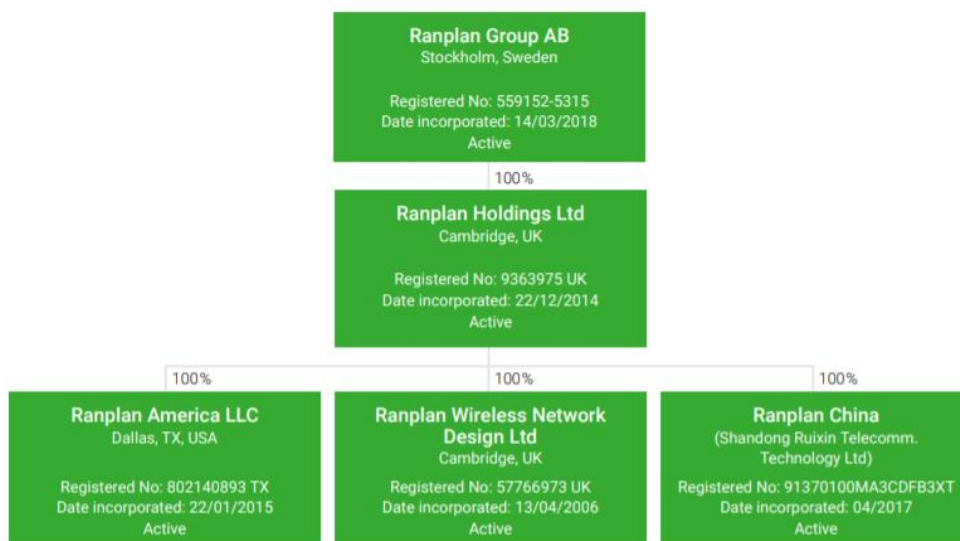 Ranplan Group AB
Stockholm, Sweden
Registered No: 559152-5315
Date incorporated: 14/03/2018
Active
100%
Ranplan Holdings Ltd
Cambridge, UK
Registered No: 9363975 UK
Date incorporated: 22/12/2014
Active
100%
Ranplan America LLC
Dallas, TX, USA
Registered No: 802140893 TX
Date incorporated: 22/01/2015
Active
100%
Ranplan Wireless Network
Design Ltd
Cambridge, UK
Registered No: 57766973 UK
Date incorporated: 13/04/2006
Active
100%
Ranplan China
(Shandong Ruixin Telecomm.
Technology Ltd)
Registered No: 91370100MA3CDFB3XT
Date incorporated: 04/2017
Active